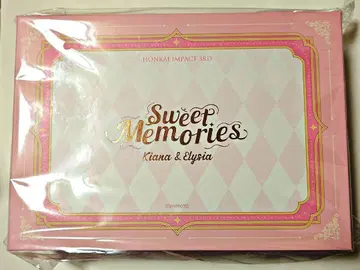 HONKAI IMPACT 3RD
Sweet
Memories
Kiana & Elysia